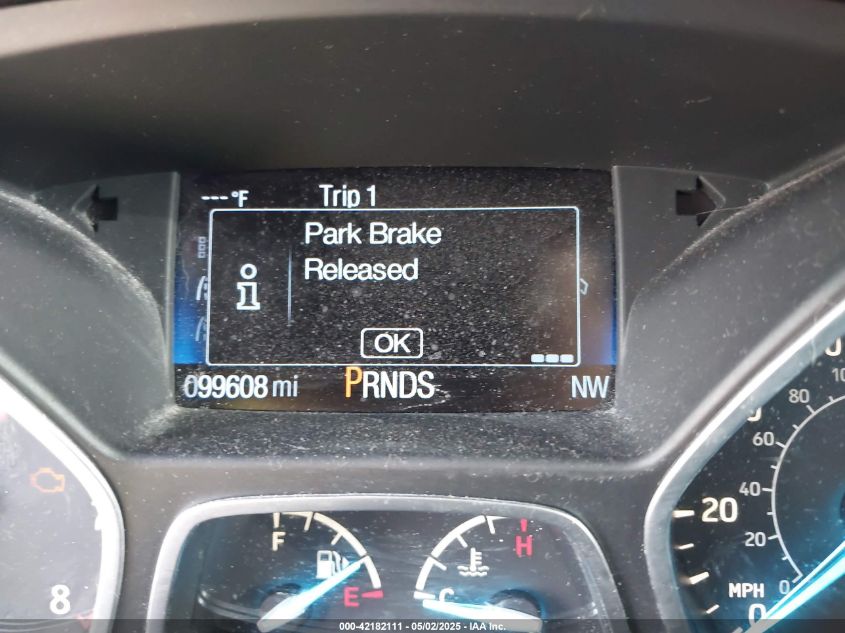 --- °F Trip 1
Park Brake
Released
i
OK
099608 mi PRNDS NW
8
F
E
H
C
20
MPH
0
80
60
40
20
0
000-42182111 - 05/02/2025 - IAA Inc.